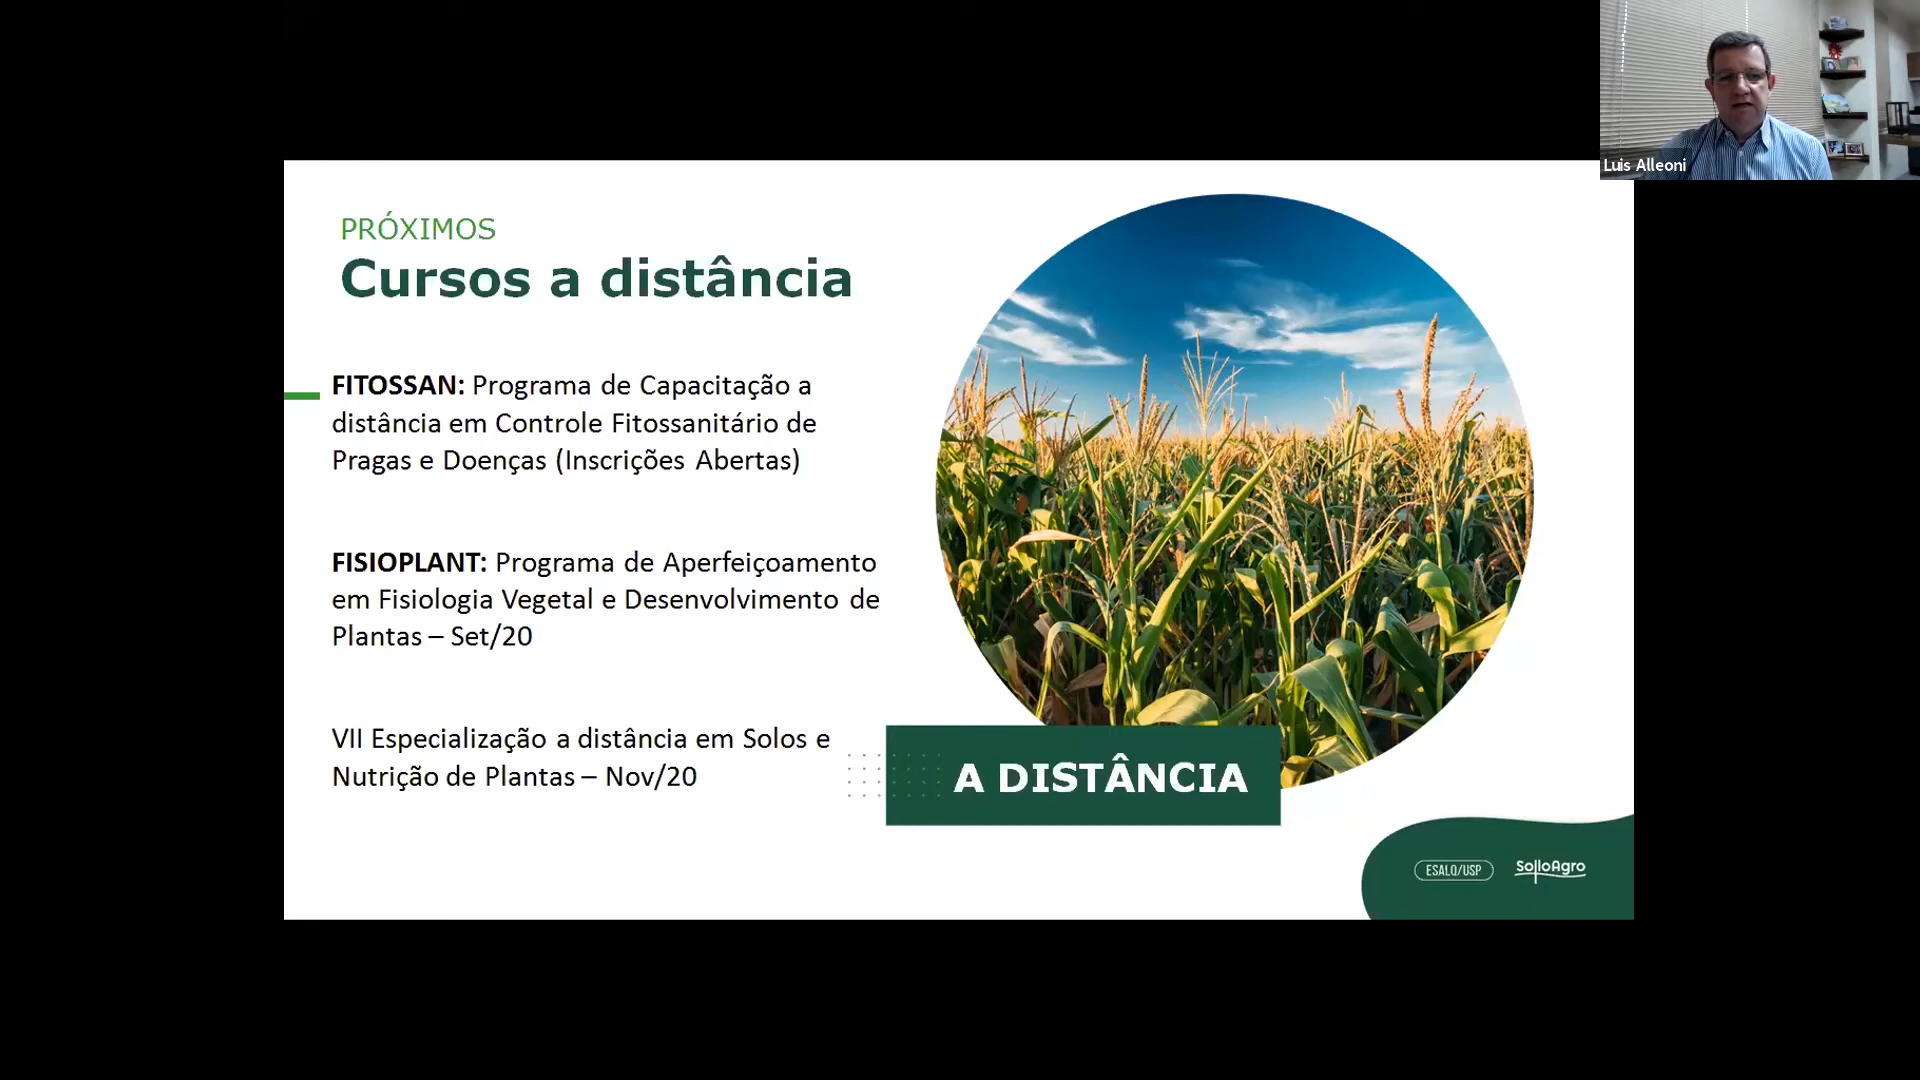 PRÓXIMOS
Cursos a distância
FITOSSAN: Programa de Capacitação a
distância em Controle Fitossanitário de
Pragas e Doenças (Inscrições Abertas)
FISIOPLANT: Programa de Aperfeiçoamento
em Fisiologia Vegetal e Desenvolvimento de
Plantas – Set/20
VII Especialização a distância em Solos e
Nutrição de Plantas – Nov/20
A DISTÂNCIA
ESALQ/USP
SolloAgro
Luis Alleoni